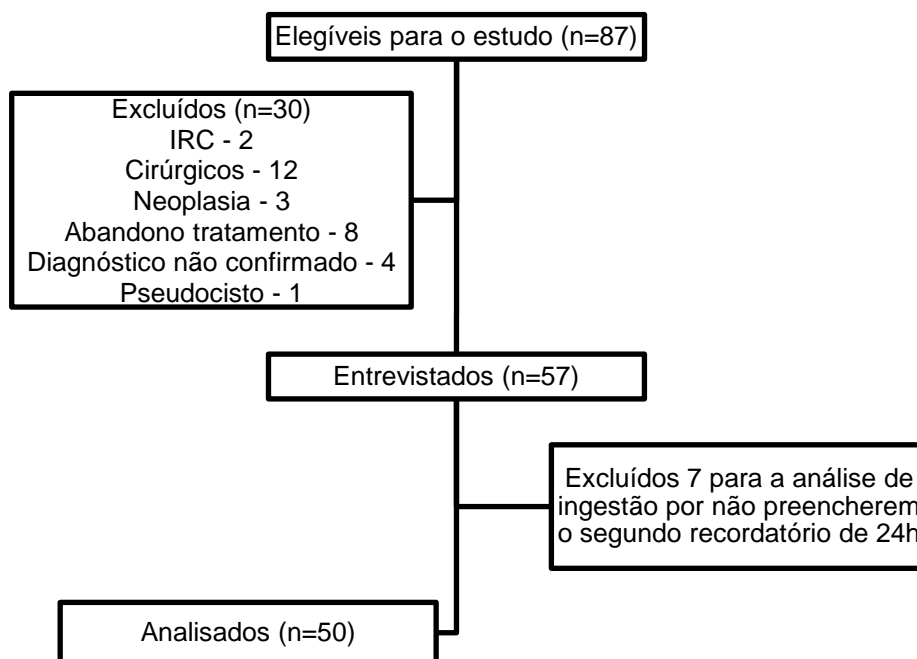 Elegíveis para o estudo (n=87)
Excluídos (n=30)
IRC - 2
Cirúrgicos - 12
Neoplasia - 3
Abandono tratamento - 8
Diagnóstico não confirmado - 4
Pseudocisto - 1
Entrevistados (n=57)
Excluídos 7 para a análise de
ingestão por não preencherem
o segundo recordatório de 24h
Analisados (n=50)